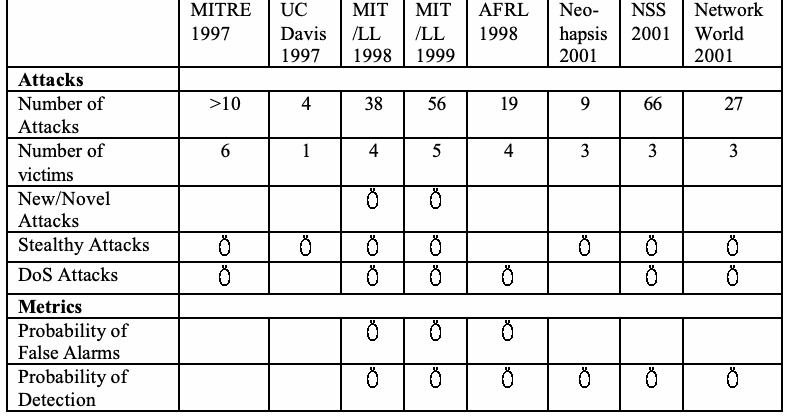 MITRE 1997 UC Davis 1997 MIT /LL 1998 MIT /LL 1999 AFRL 1998 Neo- hapsis 2001 NSS 2001 Network World 2001
Attacks
Number of Attacks >10 4 38 56 19 9 66 27
Number of victims 6 1 4 5 4 3 3 3
New/Novel Attacks Ö Ö
Stealthy Attacks Ö Ö Ö Ö Ö Ö Ö
DoS Attacks Ö Ö Ö Ö Ö Ö
Metrics
Probability of False Alarms Ö Ö Ö
Probability of Detection Ö Ö Ö Ö Ö Ö